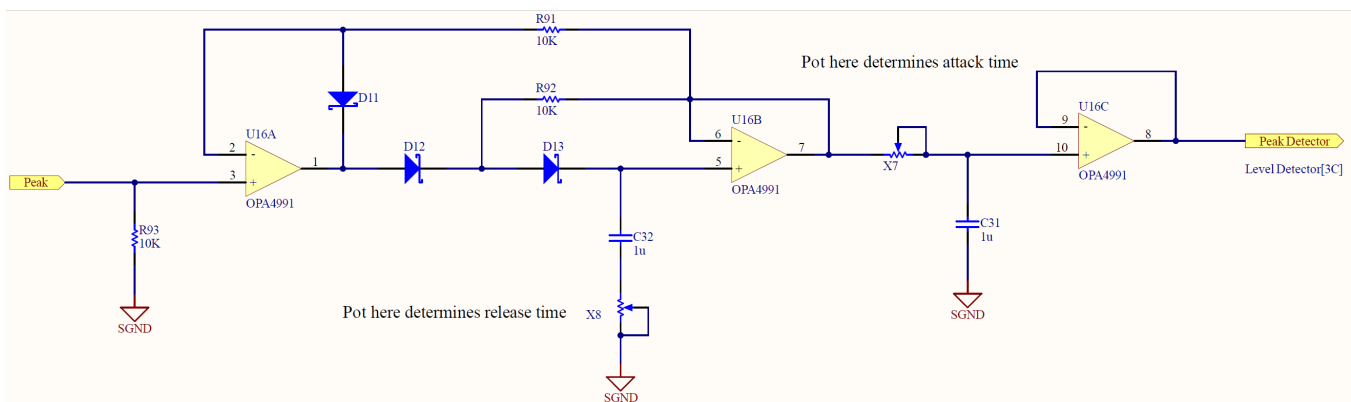 R91
10K
Pot here determines attack time
D11
R92
10K
U16C
9
-
8
10
+
OPA4991
Peak Detector
Level Detector[3C]
U16A
2
-
1
3
+
OPA4991
D12
D13
U16B
6
-
7
5
+
OPA4991
X7
Peak
R93
10K
C32
1u
C31
1u
Pot here determines release time
X8
SGND
SGND
SGND